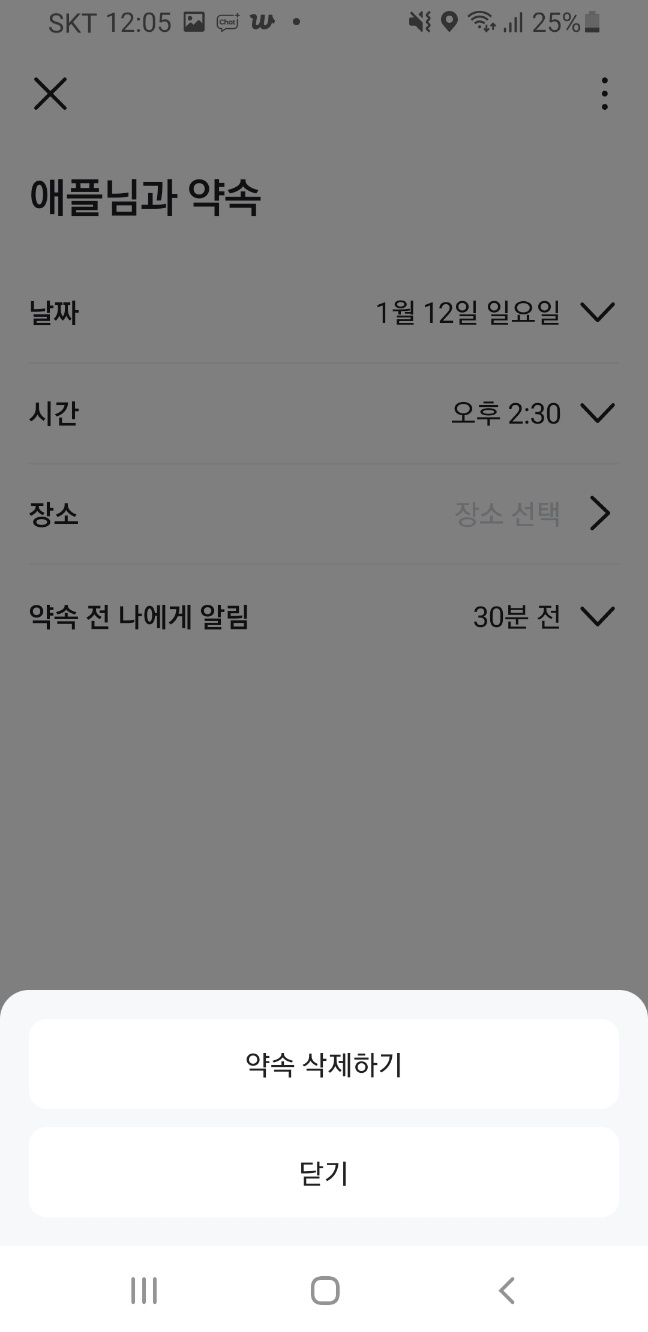 SKT 12:05 Chat 25%
애플님과 약속
날짜 1월 12일 일요일
시간 오후 2:30
장소 장소 선택
약속 전 나에게 알림 30분 전
약속 삭제하기
닫기